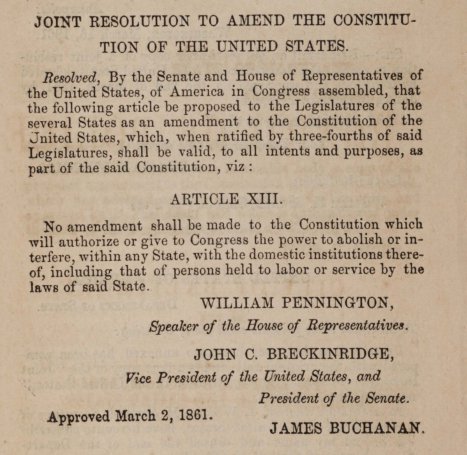 JOINT RESOLUTION TO AMEND THE CONSTITU-
TION OF THE UNITED STATES.
Resolved, By the Senate and House of Representatives of
the United States, of America in Congress assembled, that
the following article be proposed to the Legislatures of the
several States as an amendment to the Constitution of the
United States, which, when ratified by three-fourths of said
Legislatures, shall be valid, to all intents and purposes, as
part of the said Constitution, viz :
ARTICLE XIII.
No amendment shall be made to the Constitution which
will authorize or give to Congress the power to abolish or in-
terfere, within any State, with the domestic institutions there-
of, including that of persons held to labor or service by the
laws of said State.
WILLIAM PENNINGTON,
Speaker of the House of Representatives.
JOHN C. BRECKINRIDGE,
Vice President of the United States, and
President of the Senate.
Approved March 2, 1861.
JAMES BUCHANAN.